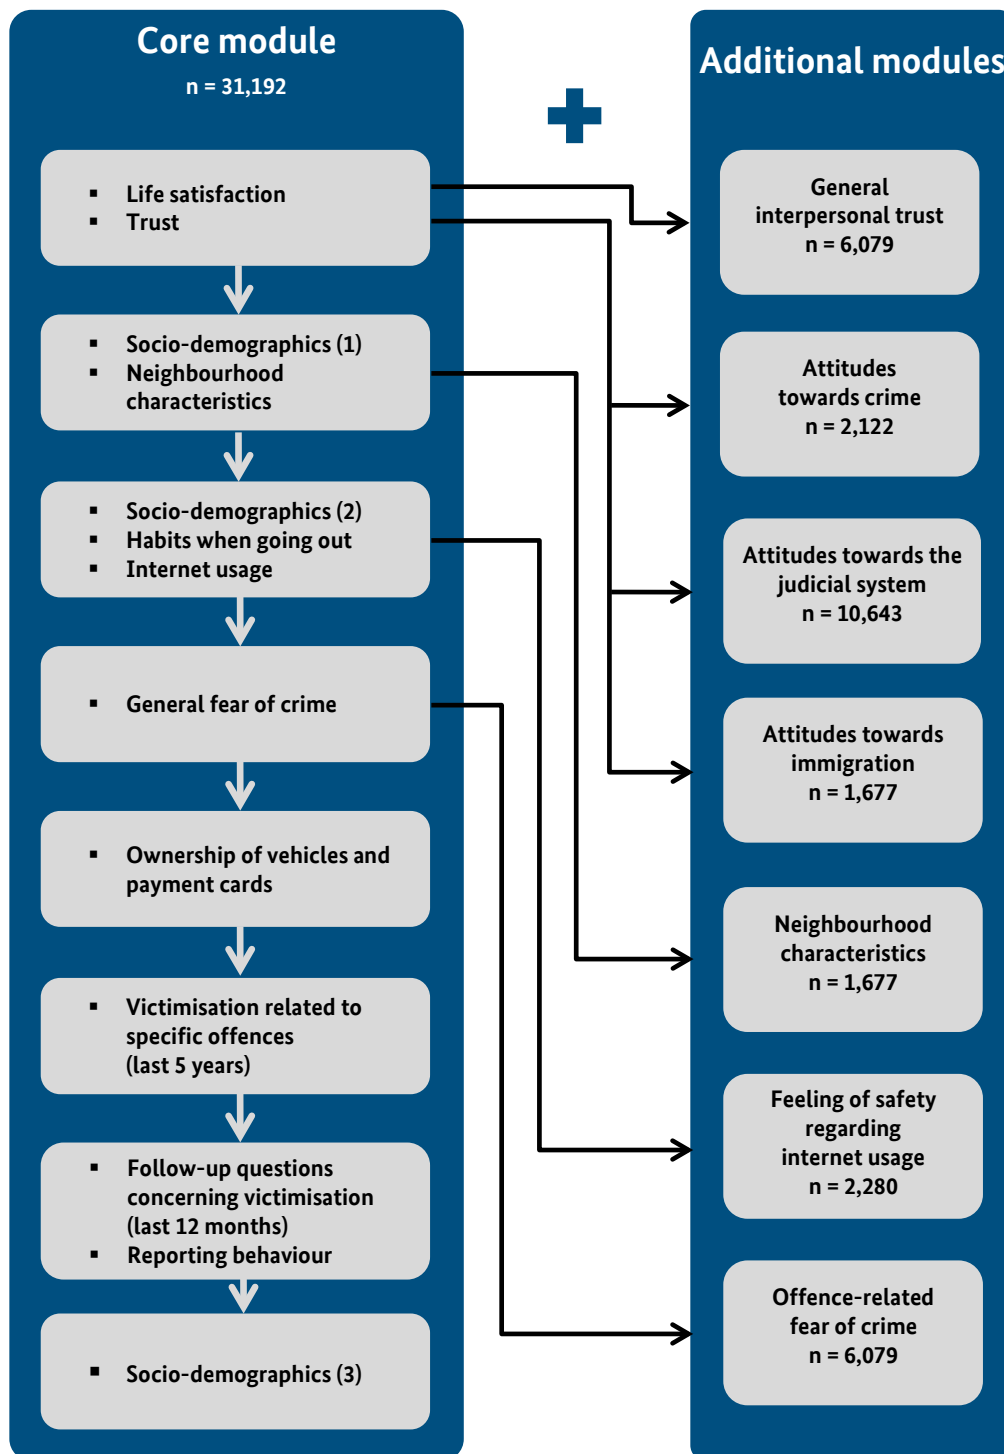 Core module
n = 31,192
▪ Life satisfaction
▪ Trust
▪ Socio-demographics (1)
▪ Neighbourhood
characteristics
▪ Socio-demographics (2)
▪ Habits when going out
▪ Internet usage
▪ General fear of crime
▪ Ownership of vehicles and
payment cards
▪ Victimisation related to
specific offences
(last 5 years)
▪ Follow-up questions
concerning victimisation
(last 12 months)
▪ Reporting behaviour
▪ Socio-demographics (3)
Additional modules
General
interpersonal trust
n = 6,079
Attitudes
towards crime
n = 2,122
Attitudes towards the
judicial system
n = 10,643
Attitudes towards
immigration
n = 1,677
Neighbourhood
characteristics
n = 1,677
Feeling of safety
regarding
internet usage
n = 2,280
Offence-related
fear of crime
n = 6,079